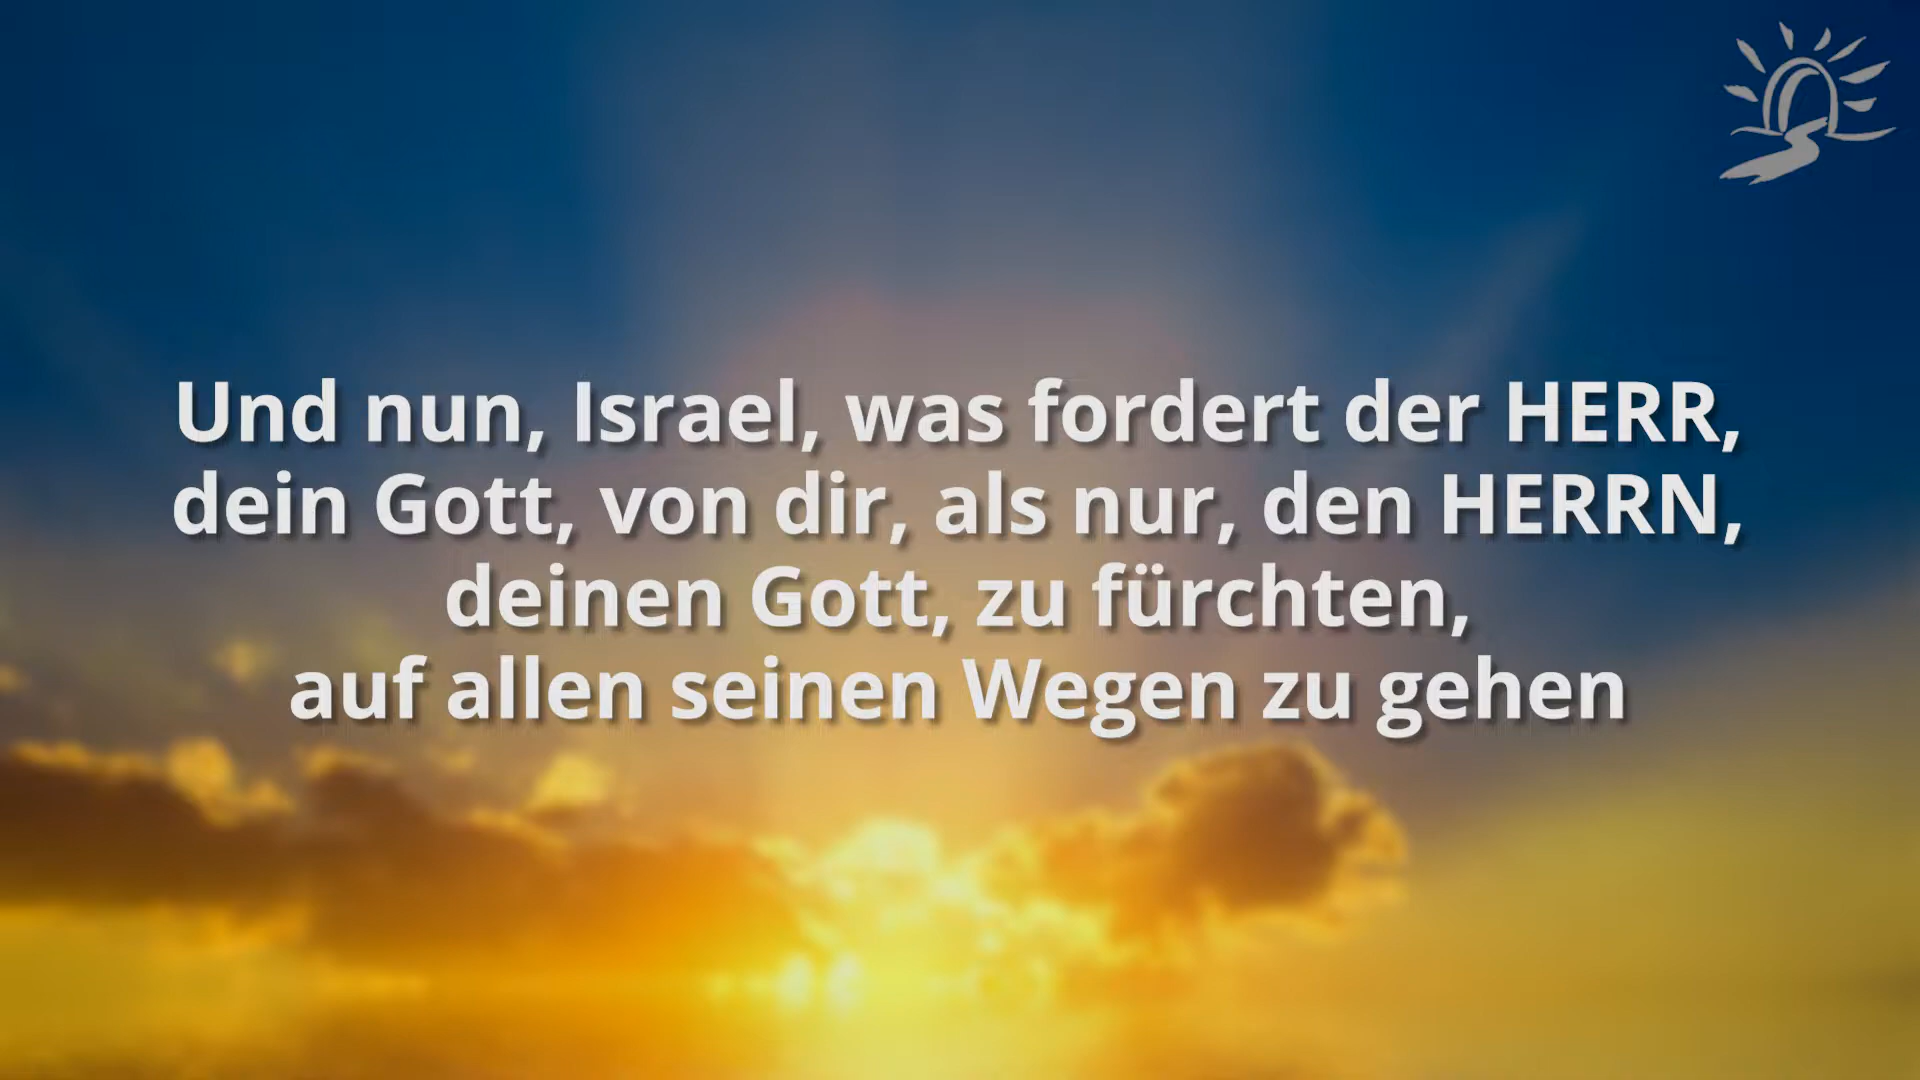 Und nun, Israel, was fordert der HERR,
dein Gott, von dir, als nur, den HERRN,
deinen Gott, zu fürchten,
auf allen seinen Wegen zu gehen